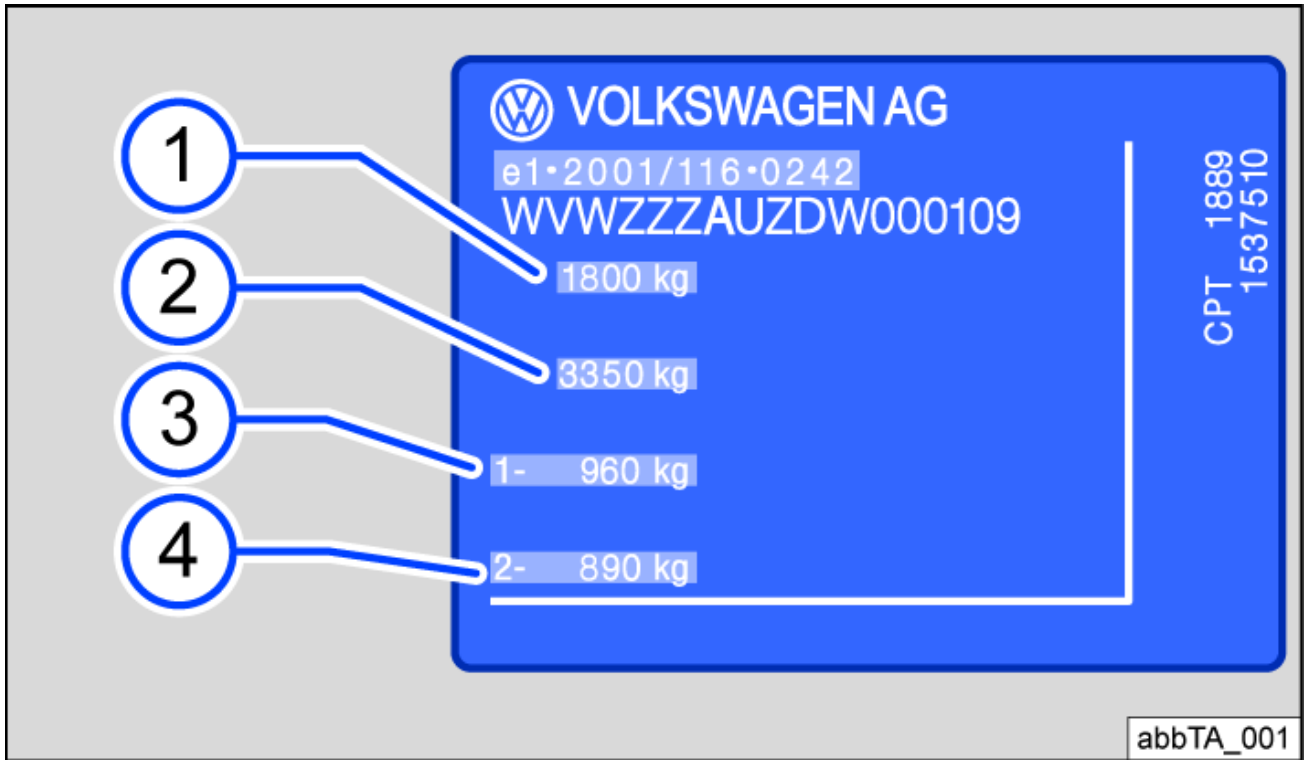 VOLKSWAGEN AG
e1•2001/116•0242
WVWZZZAUZDW000109
1 1800 kg
2 3350 kg
3 1- 960 kg
4 2- 890 kg
CPT 1889
1537510
abbTA_001